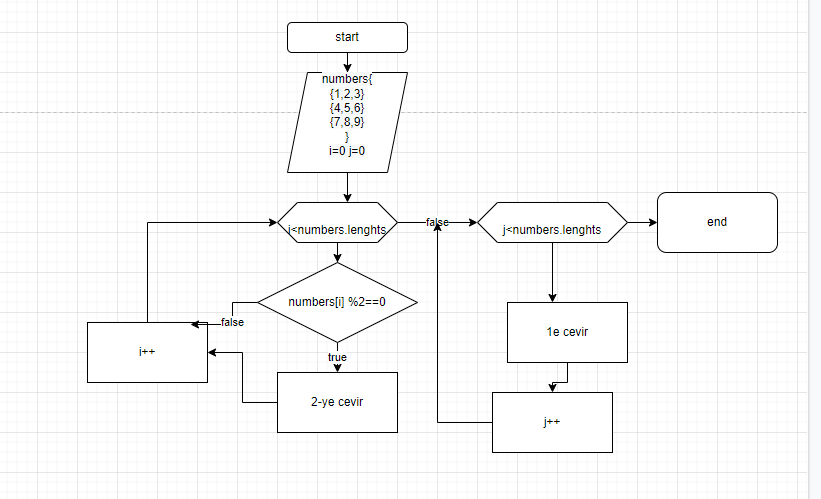 start
numbers{
{1,2,3}
{4,5,6}
{7,8,9}
}
i=0 j=0
i<numbers.lenghts
false
j<numbers.lenghts
end
numbers[i] %2==0
false
1e cevir
i++
true
2-ye cevir
j++